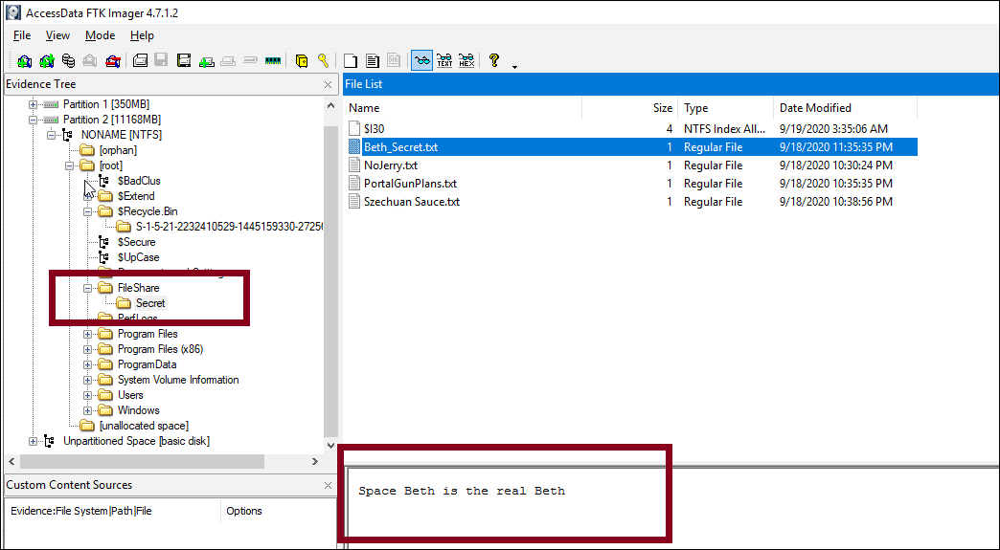 AccessData FTK Imager 4.7.1.2
File View Mode Help
Evidence Tree
Partition 1 [350MB]
Partition 2 [11168MB]
NONAME [NTFS]
[orphan]
[root]
$BadClus
$Extend
$Recycle.Bin
S-1-5-21-2232410529-1445159330-2725
$Secure
$UpCase
FileShare
Secret
PerfLogs
Program Files
Program Files (x86)
ProgramData
System Volume Information
Users
Windows
[unallocated space]
Unpartitioned Space [basic disk]
Custom Content Sources
Evidence:File System|Path|File Options
File List
Name Size Type Date Modified
$I30 4 NTFS Index All... 9/19/2020 3:35:06 AM
Beth_Secret.txt 1 Regular File 9/18/2020 11:35:35 PM
NoJerry.txt 1 Regular File 9/18/2020 10:30:24 PM
PortalGunPlans.txt 1 Regular File 9/18/2020 10:35:35 PM
Szechuan Sauce.txt 1 Regular File 9/18/2020 10:38:56 PM
Space Beth is the real Beth